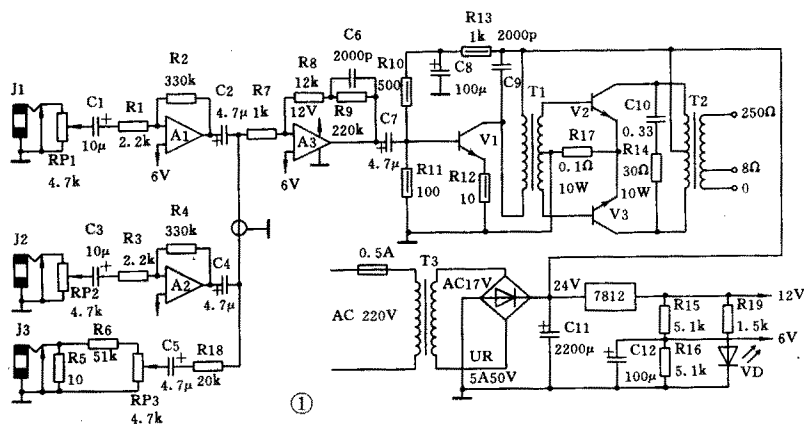 R13
1k
2000p
C6
2000p
R2
330k
R8
12k
12V
R9
220k
R10
500
C8
100μ
C9
T1
V2
C10
0.33
T2
250Ω
J1
C1
10μ
R1
2.2k
A1
C2
4.7μ
R7
1k
A3
C7
4.7μ
V1
R17
0.1Ω
10W
R14
30Ω
10W
8Ω
0
RP1
4.7k
6V
6V
R11
100
R12
10
V3
J2
C3
10μ
R3
2.2k
R4
330k
A2
C4
4.7μ
RP2
4.7k
0.5A
T3
AC17V
24V
7812
12V
AC 220V
UR
5A50V
C11
2200μ
R15
5.1k
R19
1.5k
6V
C12
100μ
R16
5.1k
VD
J3
R6
51k
R5
10
C5
4.7μ
R18
20k
RP3
4.7k
①